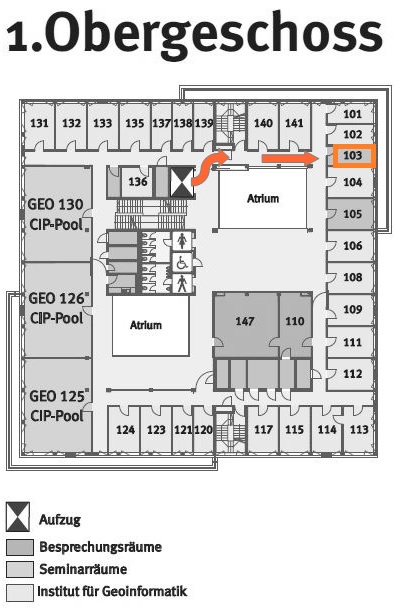 1.Obergeschoss
101
131 132 133 135 137 138 139 140 141
102
103
136
104
GEO 130
CIP-Pool
Atrium
105
106
GEO 126
CIP-Pool
108
Atrium
147 110
109
111
GEO 125
CIP-Pool
112
124 123 121 120 117 115 114 113
Aufzug
Besprechungsräume
Seminarräume
Institut für Geoinformatik